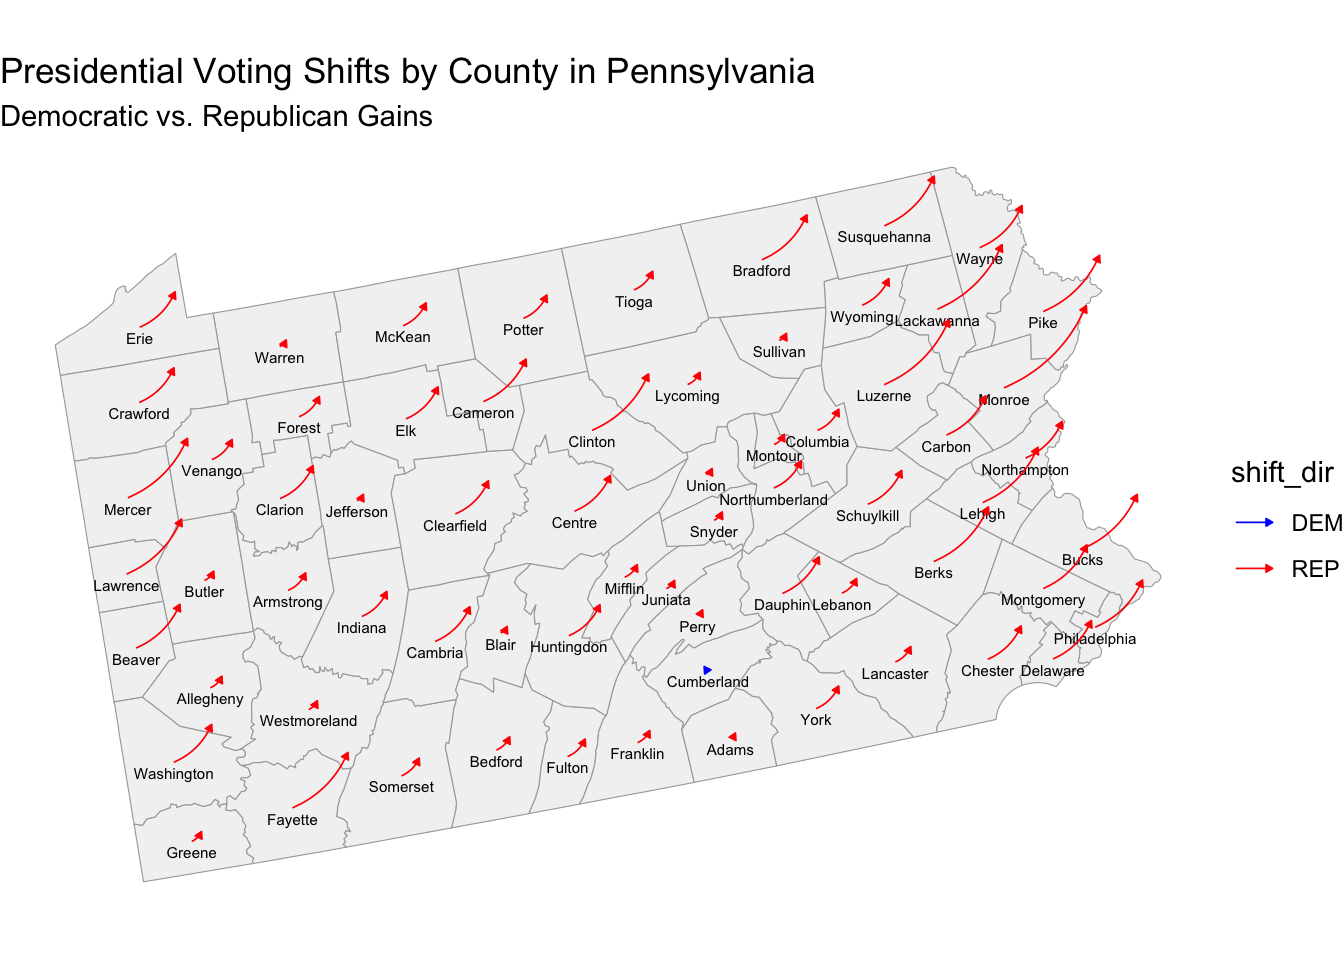 Presidential Voting Shifts by County in Pennsylvania
Democratic vs. Republican Gains
Susquehanna
Wayne
Bradford
Tioga
Wyoming
Lackawanna
Pike
Erie
Warren
McKean
Potter
Sullivan
Crawford
Forest
Elk
Cameron
Lycoming
Luzerne
Monroe
Clinton
Columbia
Carbon
Montour
Venango
Northampton
Mercer
Clarion
Jefferson
Clearfield
Centre
Union
Northumberland
Schuylkill
Lehigh
Snyder
shift_dir
DEM
REP
Lawrence
Butler
Armstrong
Mifflin
Juniata
Dauphin
Lebanon
Berks
Bucks
Montgomery
Indiana
Perry
Philadelphia
Beaver
Cambria
Blair
Huntingdon
Cumberland
Lancaster
Chester
Delaware
Allegheny
Westmoreland
York
Washington
Bedford
Fulton
Franklin
Adams
Somerset
Fayette
Greene